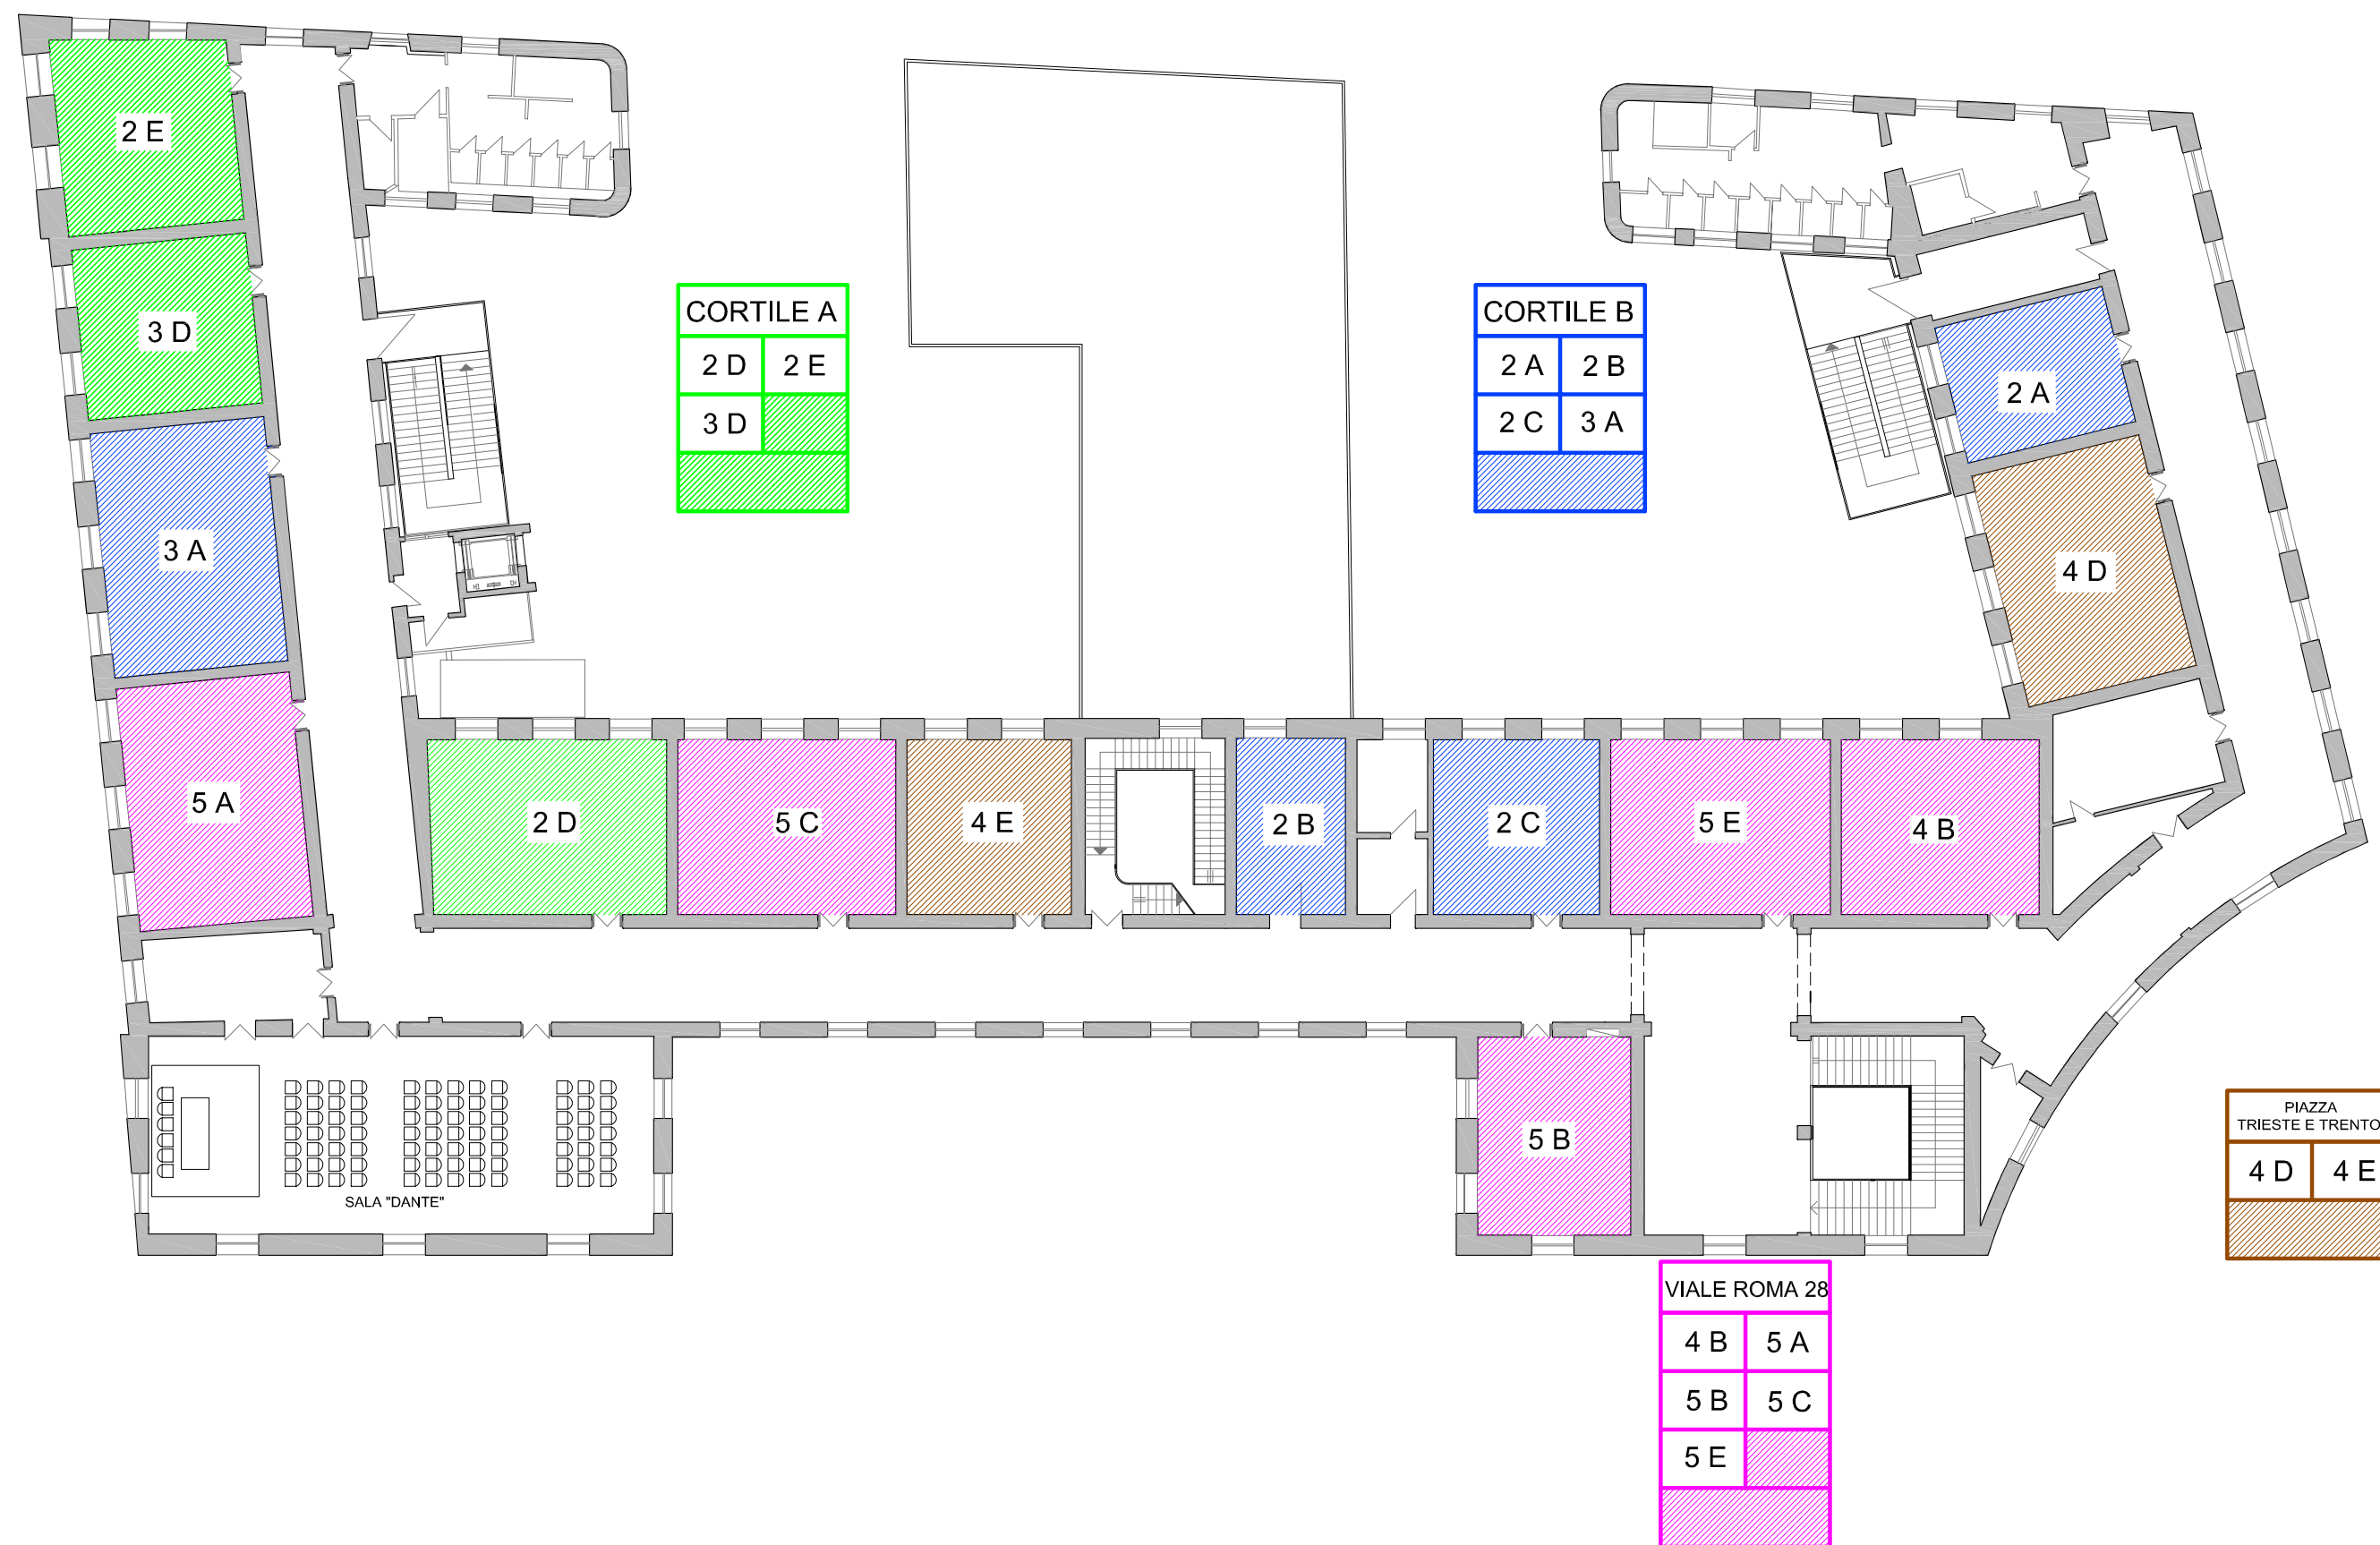 2 E
3 D
3 A
5 A
CORTILE A
2 D 2 E
3 D
CORTILE B
2 A 2 B
2 C 3 A
2 A
4 D
2 D
5 C
4 E
2 B
2 C
5 E
4 B
5 B
SALA "DANTE"
PIAZZA
TRIESTE E TRENTO
4 D 4 E
VIALE ROMA 28
4 B 5 A
5 B 5 C
5 E